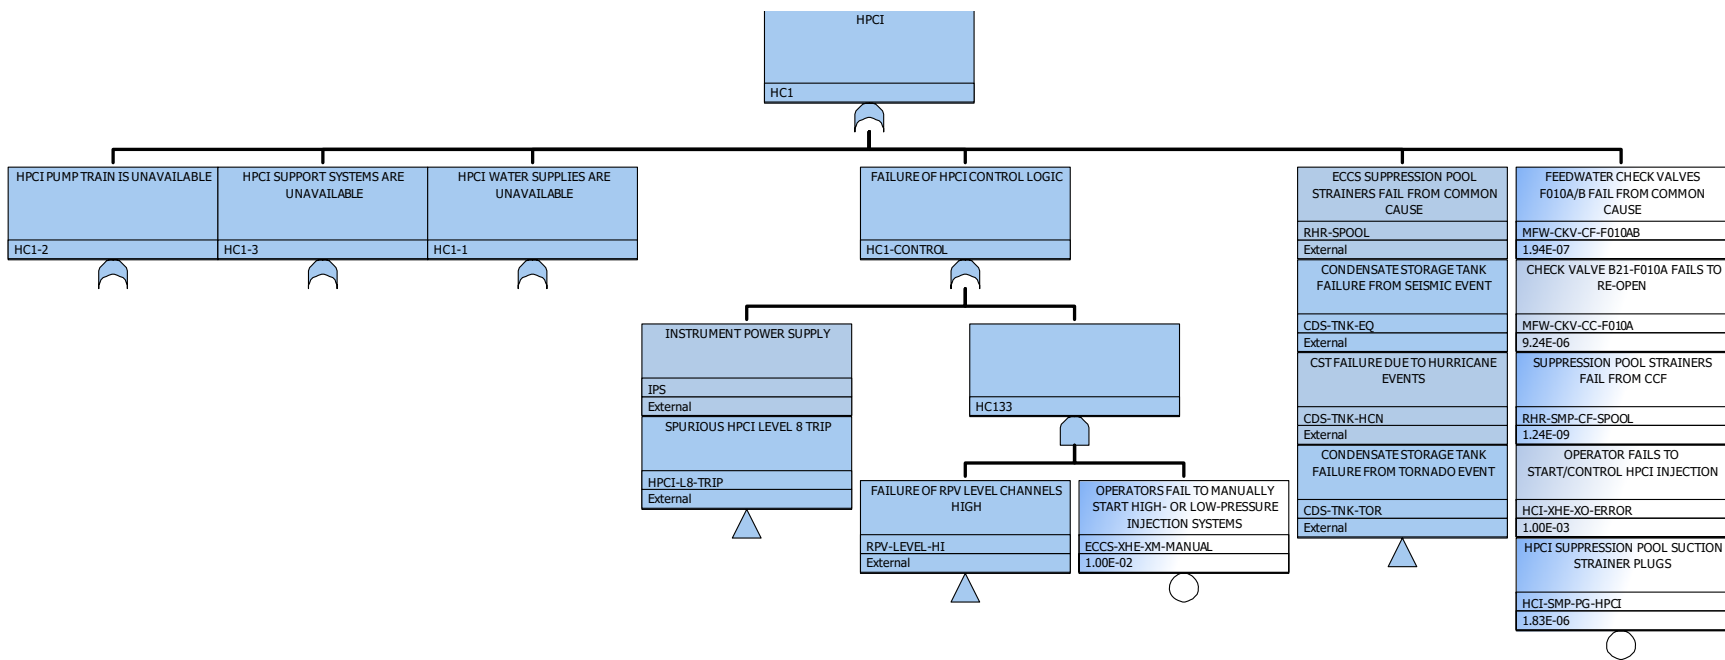 HPCI
HC1
HPCI PUMP TRAIN IS UNAVAILABLE
HC1-2
HPCI SUPPORT SYSTEMS ARE
UNAVAILABLE
HC1-3
HPCI WATER SUPPLIES ARE
UNAVAILABLE
HC1-1
FAILURE OF HPCI CONTROL LOGIC
HC1-CONTROL
INSTRUMENT POWER SUPPLY
IPS
External
SPURIOUS HPCI LEVEL 8 TRIP
HPCI-L8-TRIP
External
HC133
FAILURE OF RPV LEVEL CHANNELS
HIGH
RPV-LEVEL-HI
External
OPERATORS FAIL TO MANUALLY
START HIGH- OR LOW-PRESSURE
INJECTION SYSTEMS
ECCS-XHE-XM-MANUAL
1.00E-02
ECCS SUPPRESSION POOL
STRAINERS FAIL FROM COMMON
CAUSE
RHR-SPOOL
External
CONDENSATE STORAGE TANK
FAILURE FROM SEISMIC EVENT
CDS-TNK-EQ
External
CST FAILURE DUE TO HURRICANE
EVENTS
CDS-TNK-HCN
External
CONDENSATE STORAGE TANK
FAILURE FROM TORNADO EVENT
CDS-TNK-TOR
External
FEEDWATER CHECK VALVES
F010A/B FAIL FROM COMMON
CAUSE
MFW-CKV-CF-F010AB
1.94E-07
CHECK VALVE B21-F010A FAILS TO
RE-OPEN
MFW-CKV-CC-F010A
9.24E-06
SUPPRESSION POOL STRAINERS
FAIL FROM CCF
RHR-SMP-CF-SPOOL
1.24E-09
OPERATOR FAILS TO
START/CONTROL HPCI INJECTION
HCI-XHE-XO-ERROR
1.00E-03
HPCI SUPPRESSION POOL SUCTION
STRAINER PLUGS
HCI-SMP-PG-HPCI
1.83E-06